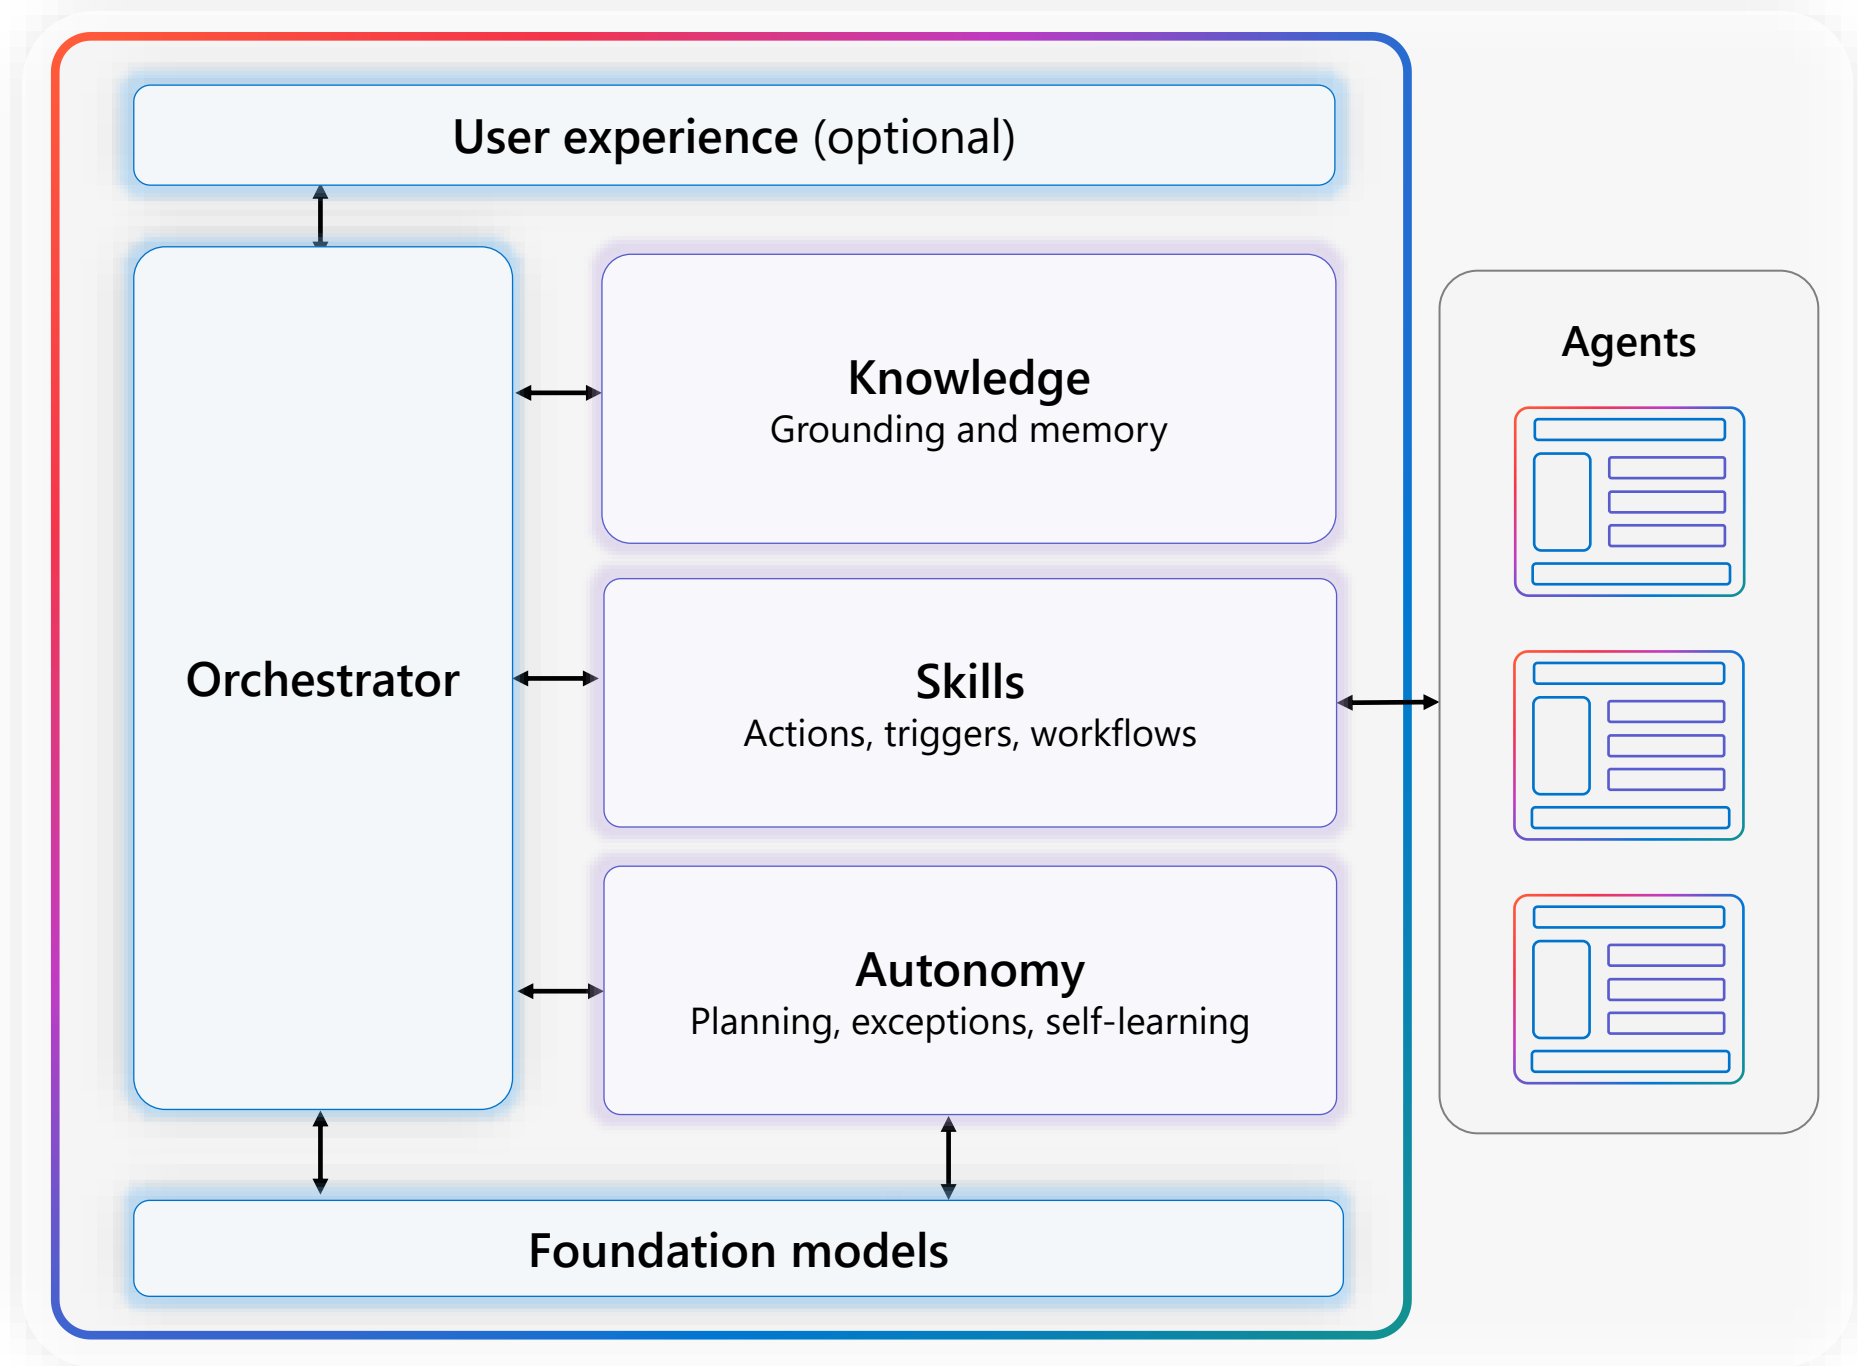 User experience (optional)
Orchestrator
Knowledge
Grounding and memory
Skills
Actions, triggers, workflows
Autonomy
Planning, exceptions, self-learning
Foundation models
Agents